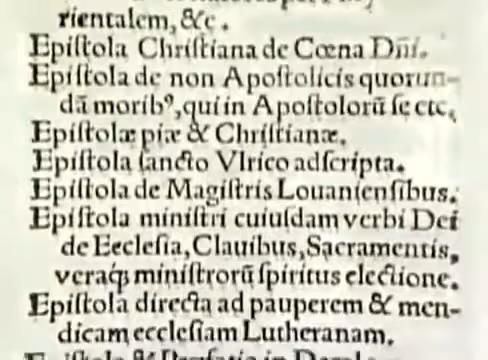 rientalem, &c.
Epiſtola Chriſtiana de Cœna Dñi.
Epiſtola de non Apoſtolicis quorun-
dã morib⁹, qui in Apoſtolorũ ſe etc,
Epiſtolæ piæ & Chriſtianæ.
Epiſtola ſancto Vlrico adſcripta.
Epiſtola de Magiſtris Louanienſibus.
Epiſtola miniſtri cuiuſdam verbi Dei
de Eccleſia, Clauibus, Sacramentis,
veraq́; miniſtrorũ ſpiritus electione.
Epiſtola directa ad pauperem & men-
dicam eccleſiam Lutheranam.